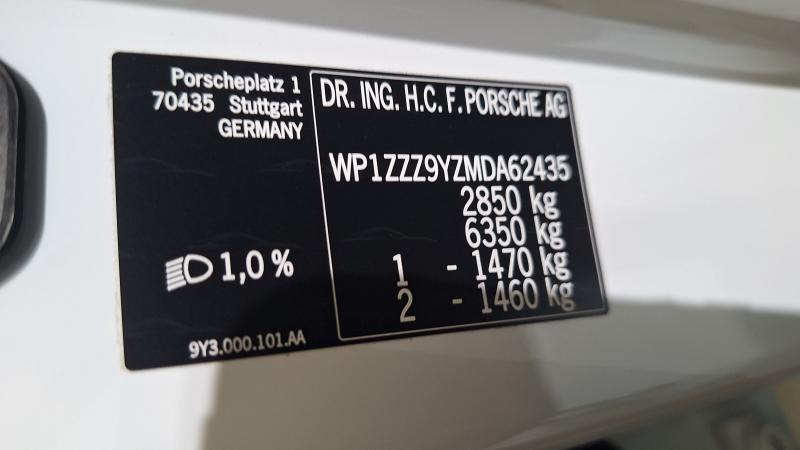 Porscheplatz 1
70435 Stuttgart
GERMANY
1,0 %
9Y3.000.101.AA
DR. ING. H.C. F. PORSCHE AG
WP1ZZZ9YZMDA62435
2850 kg
6350 kg
1 - 1470 kg
2 - 1460 kg